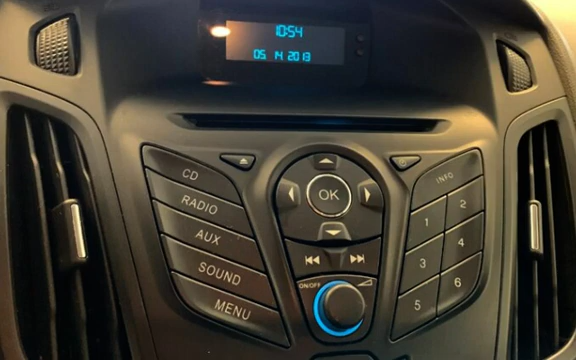 10:54
05. 14 2013
CD
RADIO
AUX
SOUND
MENU
OK
ON/OFF
INFO
1 2
3 4
5 6